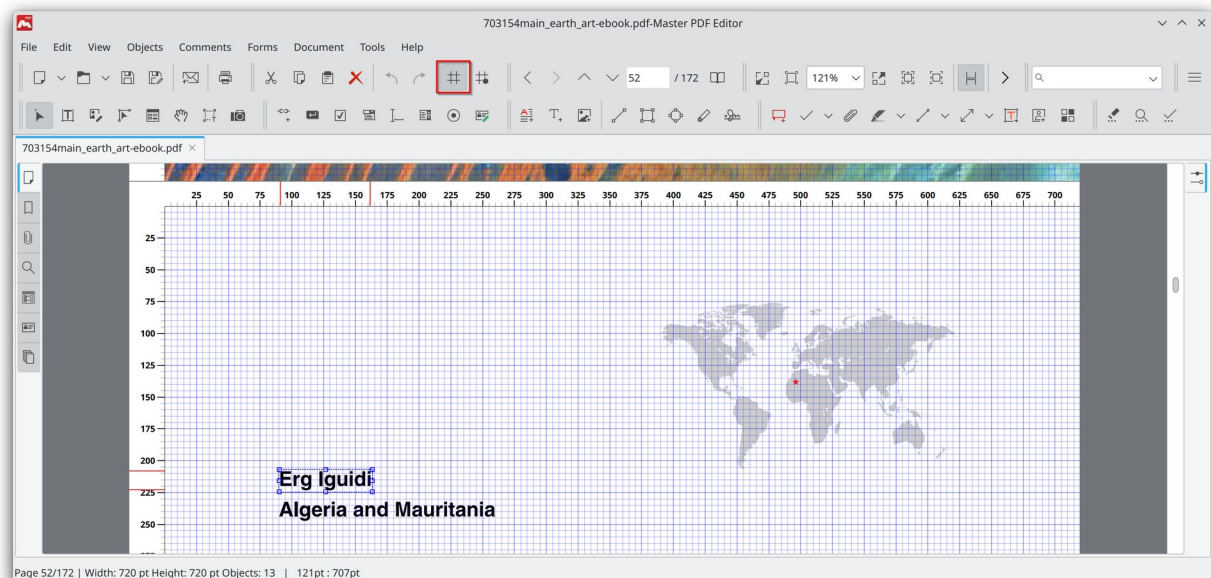 703154main_earth_art-ebook.pdf-Master PDF Editor
File Edit View Objects Comments Forms Document Tools Help
52 / 172 121%
703154main_earth_art-ebook.pdf
25 50 75 100 125 150 175 200 225 250 275 300 325 350 375 400 425 450 475 500 525 550 575 600 625 650 675 700
25
50
75
100
125
150
175
200
Erg Iguidi
225
Algeria and Mauritania
250
Page 52/172 | Width: 720 pt Height: 720 pt Objects: 13 | 121pt : 707pt